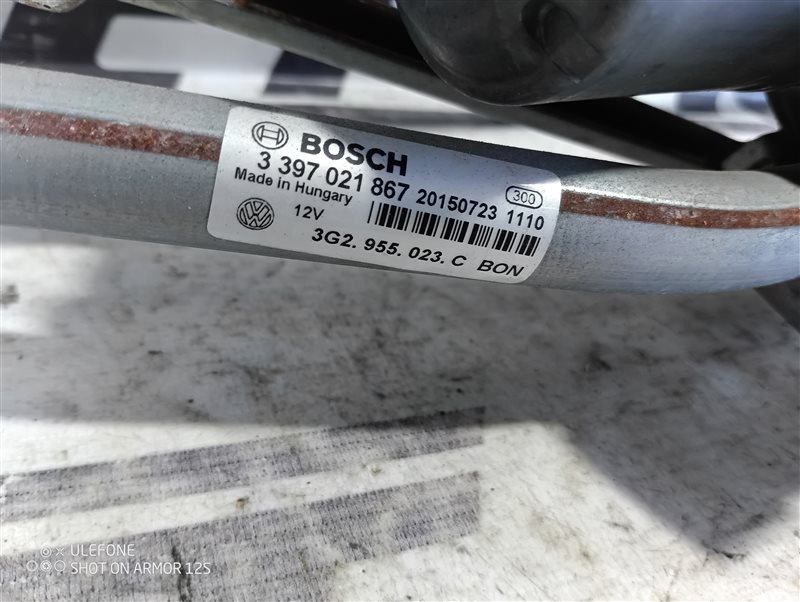 BOSCH
3 397 021 867 20150723 1110
300
Made in Hungary
12V
3G2. 955. 023. C BON
ULEFONE
SHOT ON ARMOR 12S